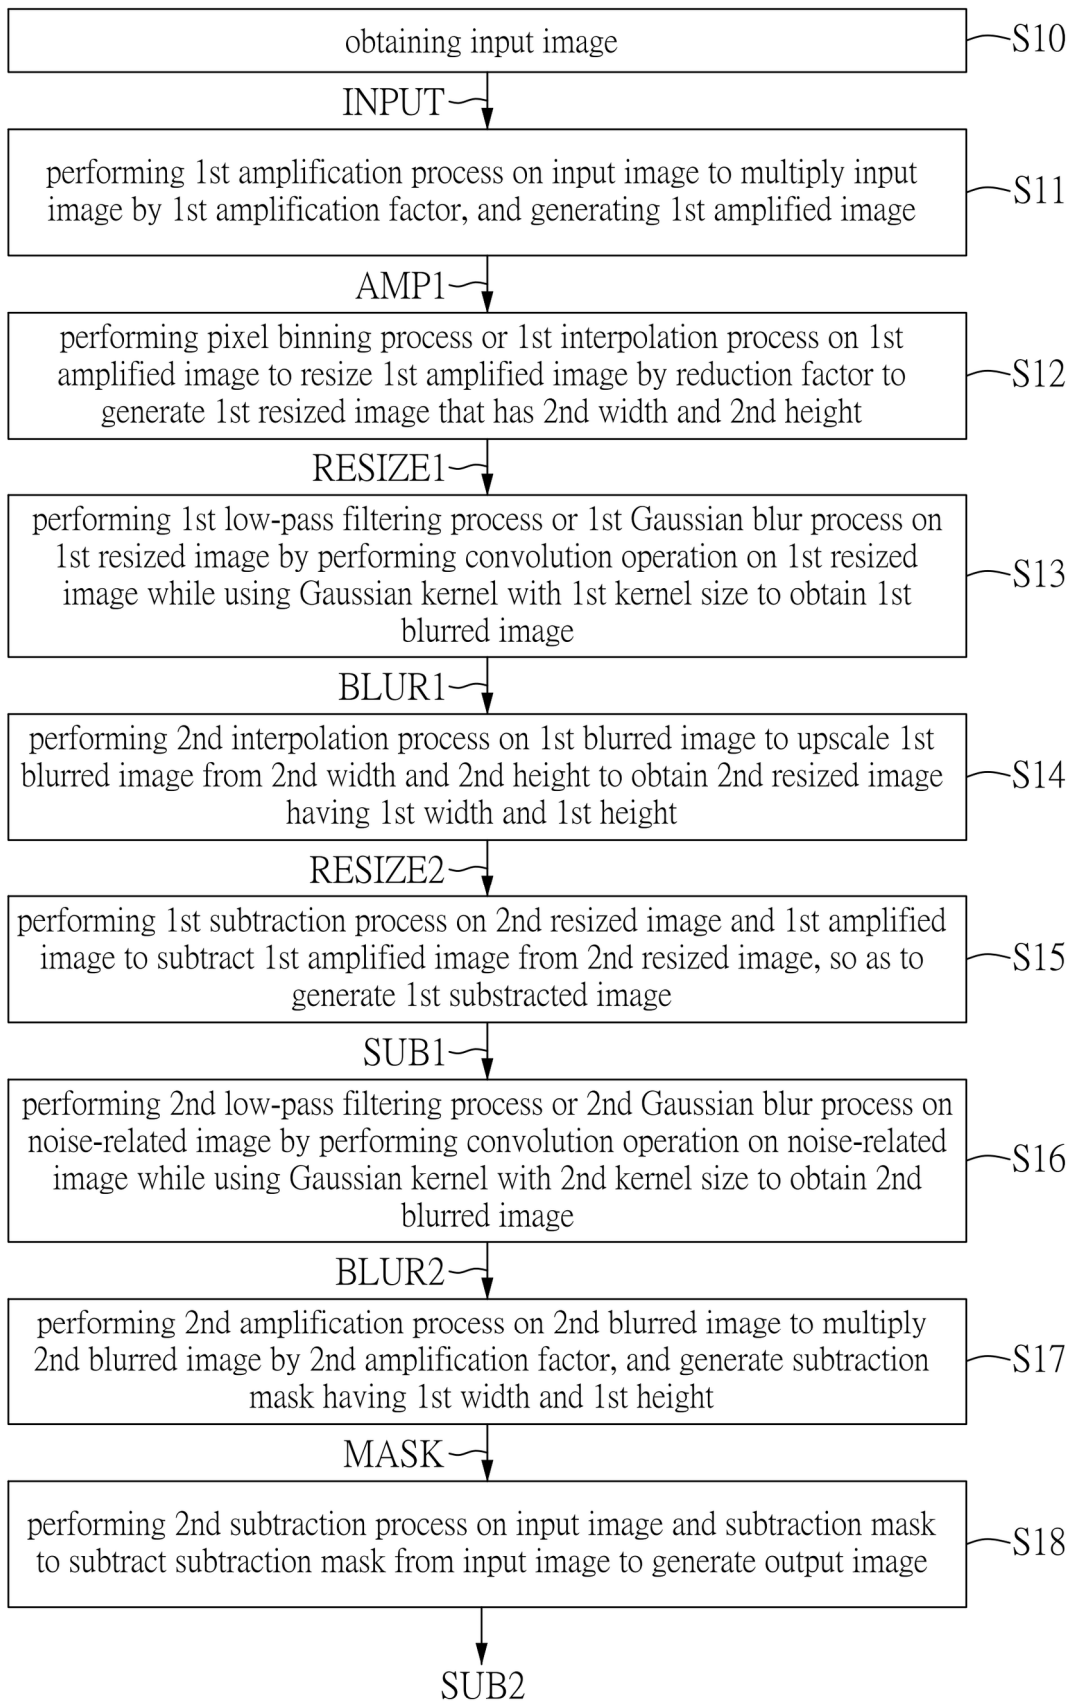 obtaining input image
S10
INPUT
performing 1st amplification process on input image to multiply input
image by 1st amplification factor, and generating 1st amplified image
S11
AMP1
performing pixel binning process or 1st interpolation process on 1st
amplified image to resize 1st amplified image by reduction factor to
generate 1st resized image that has 2nd width and 2nd height
S12
RESIZE1
performing 1st low-pass filtering process or 1st Gaussian blur process on
1st resized image by performing convolution operation on 1st resized
image while using Gaussian kernel with 1st kernel size to obtain 1st
blurred image
S13
BLUR1
performing 2nd interpolation process on 1st blurred image to upscale 1st
blurred image from 2nd width and 2nd height to obtain 2nd resized image
having 1st width and 1st height
S14
RESIZE2
performing 1st subtraction process on 2nd resized image and 1st amplified
image to subtract 1st amplified image from 2nd resized image, so as to
generate 1st substracted image
S15
SUB1
performing 2nd low-pass filtering process or 2nd Gaussian blur process on
noise-related image by performing convolution operation on noise-related
image while using Gaussian kernel with 2nd kernel size to obtain 2nd
blurred image
S16
BLUR2
performing 2nd amplification process on 2nd blurred image to multiply
2nd blurred image by 2nd amplification factor, and generate subtraction
mask having 1st width and 1st height
S17
MASK
performing 2nd subtraction process on input image and subtraction mask
to subtract subtraction mask from input image to generate output image
S18
SUB2